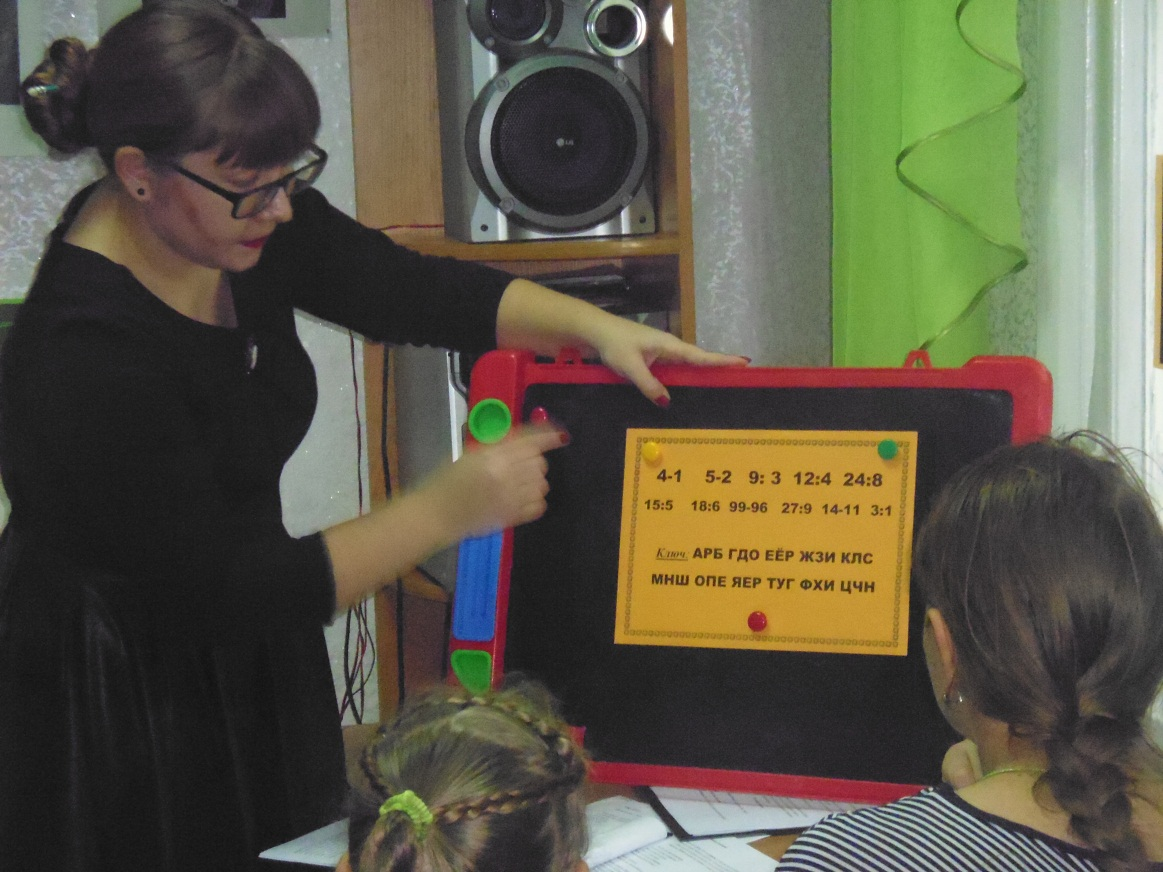 LG
4-1 5-2 9: 3 12:4 24:8
15:5 18:6 99-96 27:9 14-11 3:1
Ключ: АРБ ГДО ЕЁР ЖЗИ КЛС
МНШ ОПЕ ЯЕР ТУГ ФХИ ЦЧН